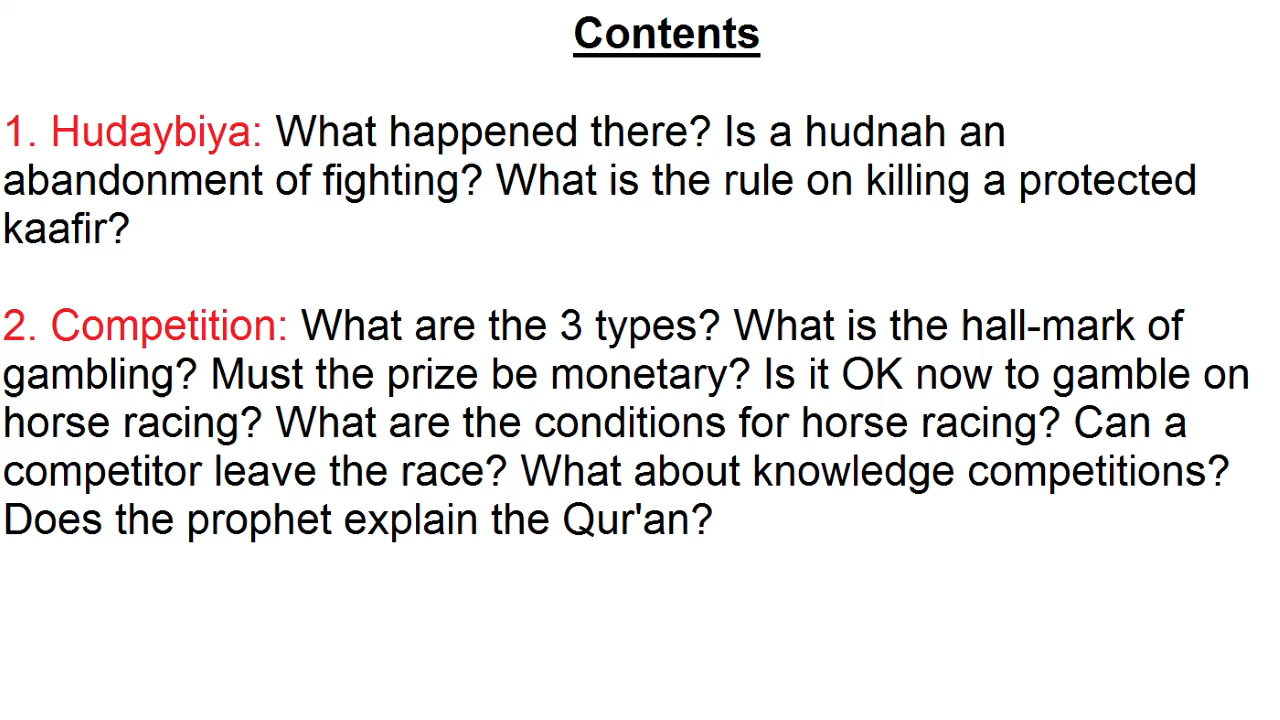 Contents
1. Hudaybiya: What happened there? Is a hudnah an
abandonment of fighting? What is the rule on killing a protected
kaafir?
2. Competition: What are the 3 types? What is the hall-mark of
gambling? Must the prize be monetary? Is it OK now to gamble on
horse racing? What are the conditions for horse racing? Can a
competitor leave the race? What about knowledge competitions?
Does the prophet explain the Qur'an?